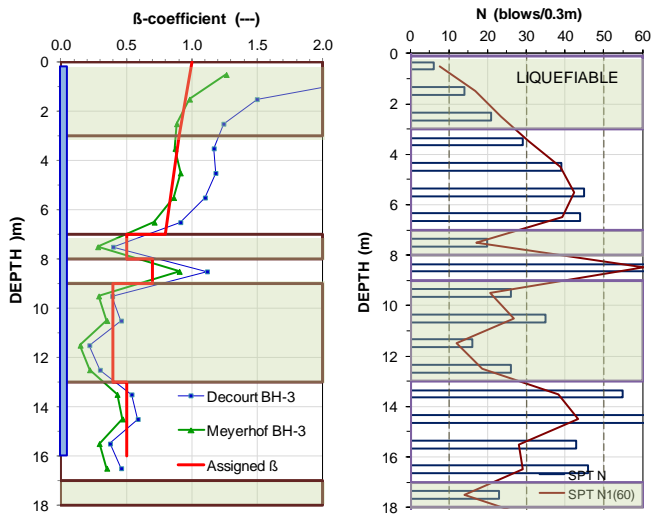 ß-coefficient (---)
0.0 0.5 1.0 1.5 2.0
0
2
4
6
8
10
12
14
16
18
DEPTH )m)
Decourt BH-3
Meyerhof BH-3
Assigned ß
N (blows/0.3m)
0 10 20 30 40 50 60
0
2
4
6
8
10
12
14
16
18
DEPTH (m)
LIQUEFIABLE
SPT N
SPT N1(60)